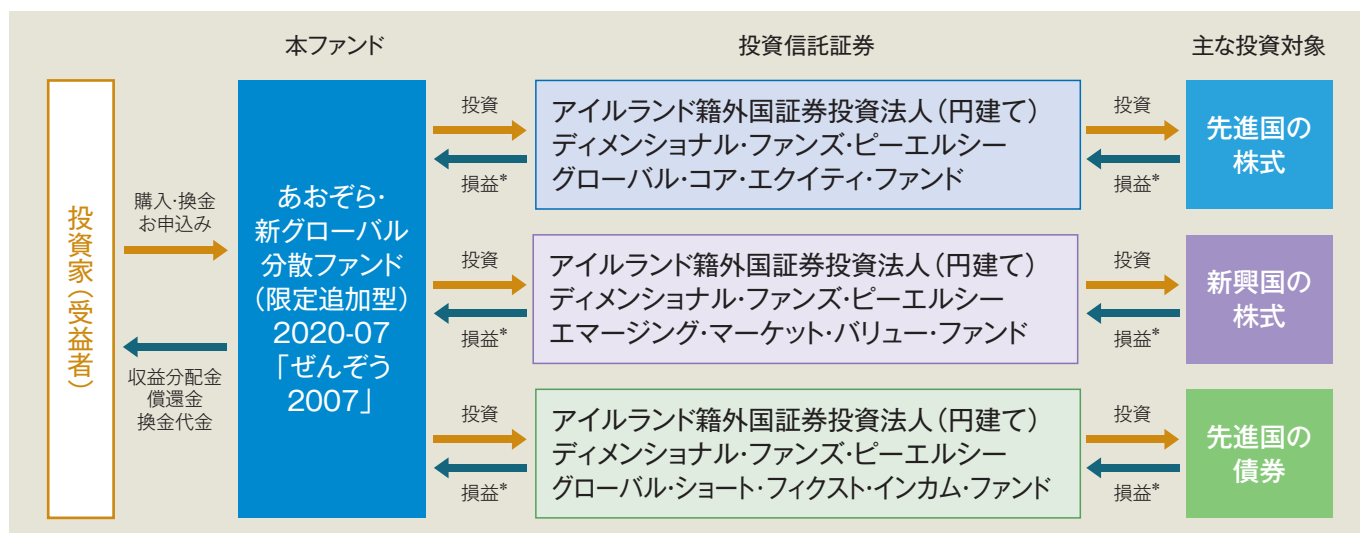 本ファンド
投資信託証券
主な投資対象
投資家（受益者）
購入・換金
お申込み
収益分配金
償還金
換金代金
あおぞら・
新グローバル
分散ファンド
（限定追加型）
2020-07
「ぜんぞう
2007」
投資
損益*
アイルランド籍外国証券投資法人（円建て）
ディメンショナル・ファンズ・ピーエルシー
グローバル・コア・エクイティ・ファンド
投資
損益*
先進国の
株式
投資
損益*
アイルランド籍外国証券投資法人（円建て）
ディメンショナル・ファンズ・ピーエルシー
エマージング・マーケット・バリュー・ファンド
投資
損益*
新興国の
株式
投資
損益*
アイルランド籍外国証券投資法人（円建て）
ディメンショナル・ファンズ・ピーエルシー
グローバル・ショート・フィクスト・インカム・ファンド
投資
損益*
先進国の
債券